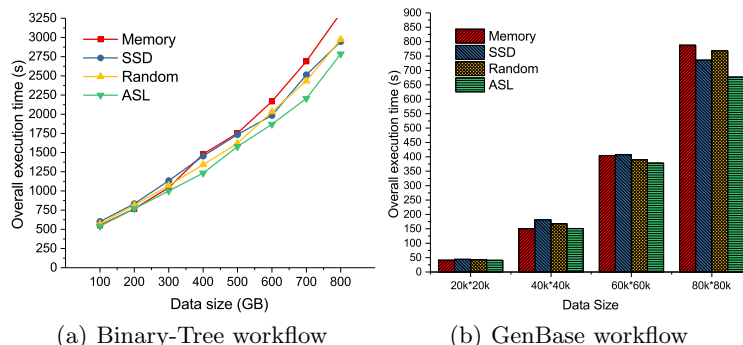 3250
3000
2750
2500
2250
2000
1750
1500
1250
1000
750
500
250
0
Overall execution time (s)
Memory
SSD
Random
ASL
100 200 300 400 500 600 700 800
Data size (GB)
(a) Binary-Tree workflow
900
850
800
750
700
650
600
550
500
450
400
350
300
250
200
150
100
50
0
Overall execution time (s)
Memory
SSD
Random
ASL
20k*20k 40k*40k 60k*60k 80k*80k
Data Size
(b) GenBase workflow